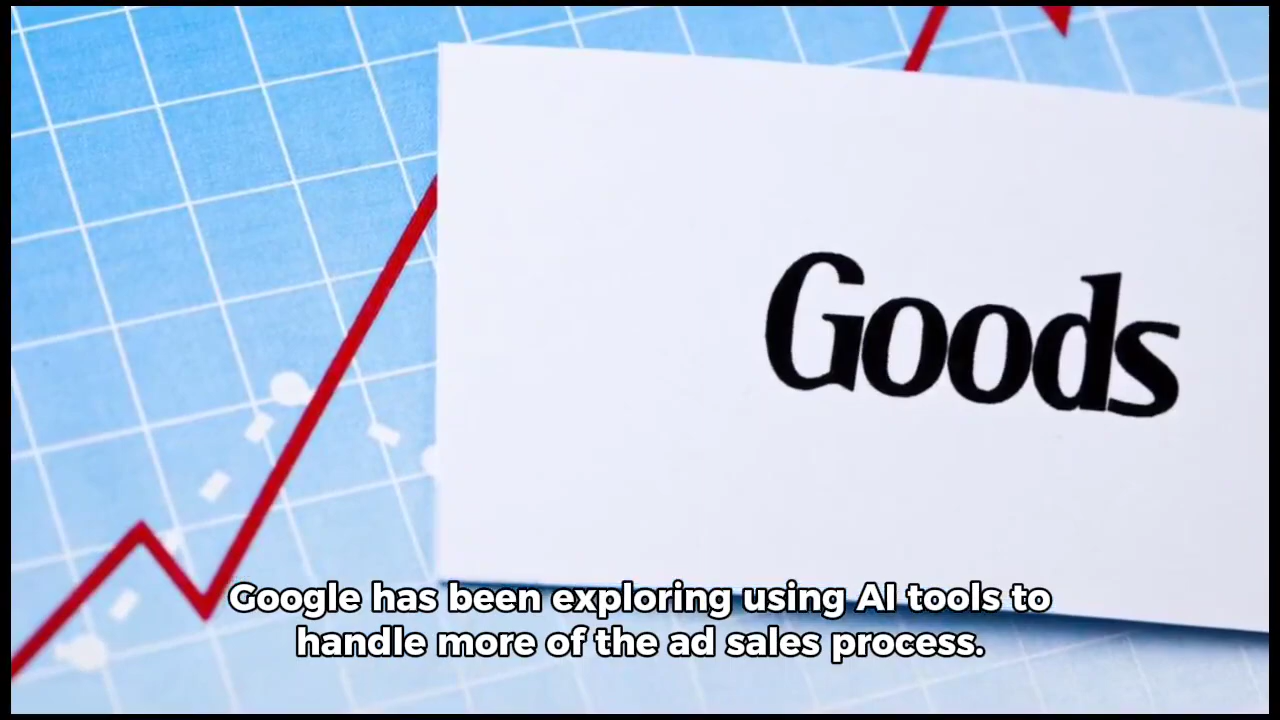 Goods
Google has been exploring using AI tools to
handle more of the ad sales process.